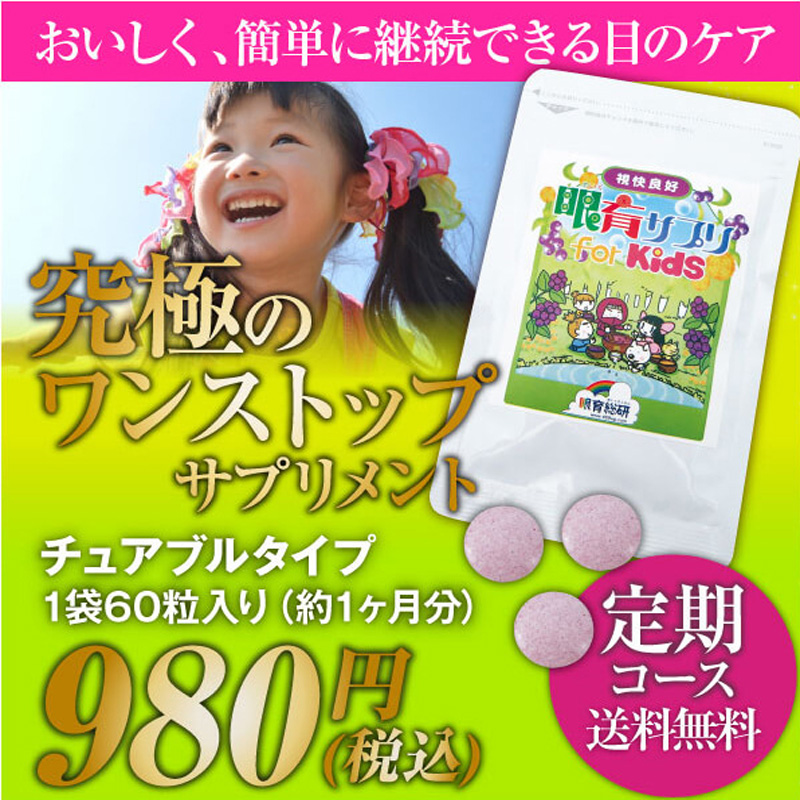 おいしく、簡単に継続できる目のケア
視快良好
眼育サプリ
for Kids
眼育総研
究極の
ワンストップ
サプリメント
チュアブルタイプ
1袋60粒入り（約1ヶ月分）
980円
(税込)
定期
コース
送料無料